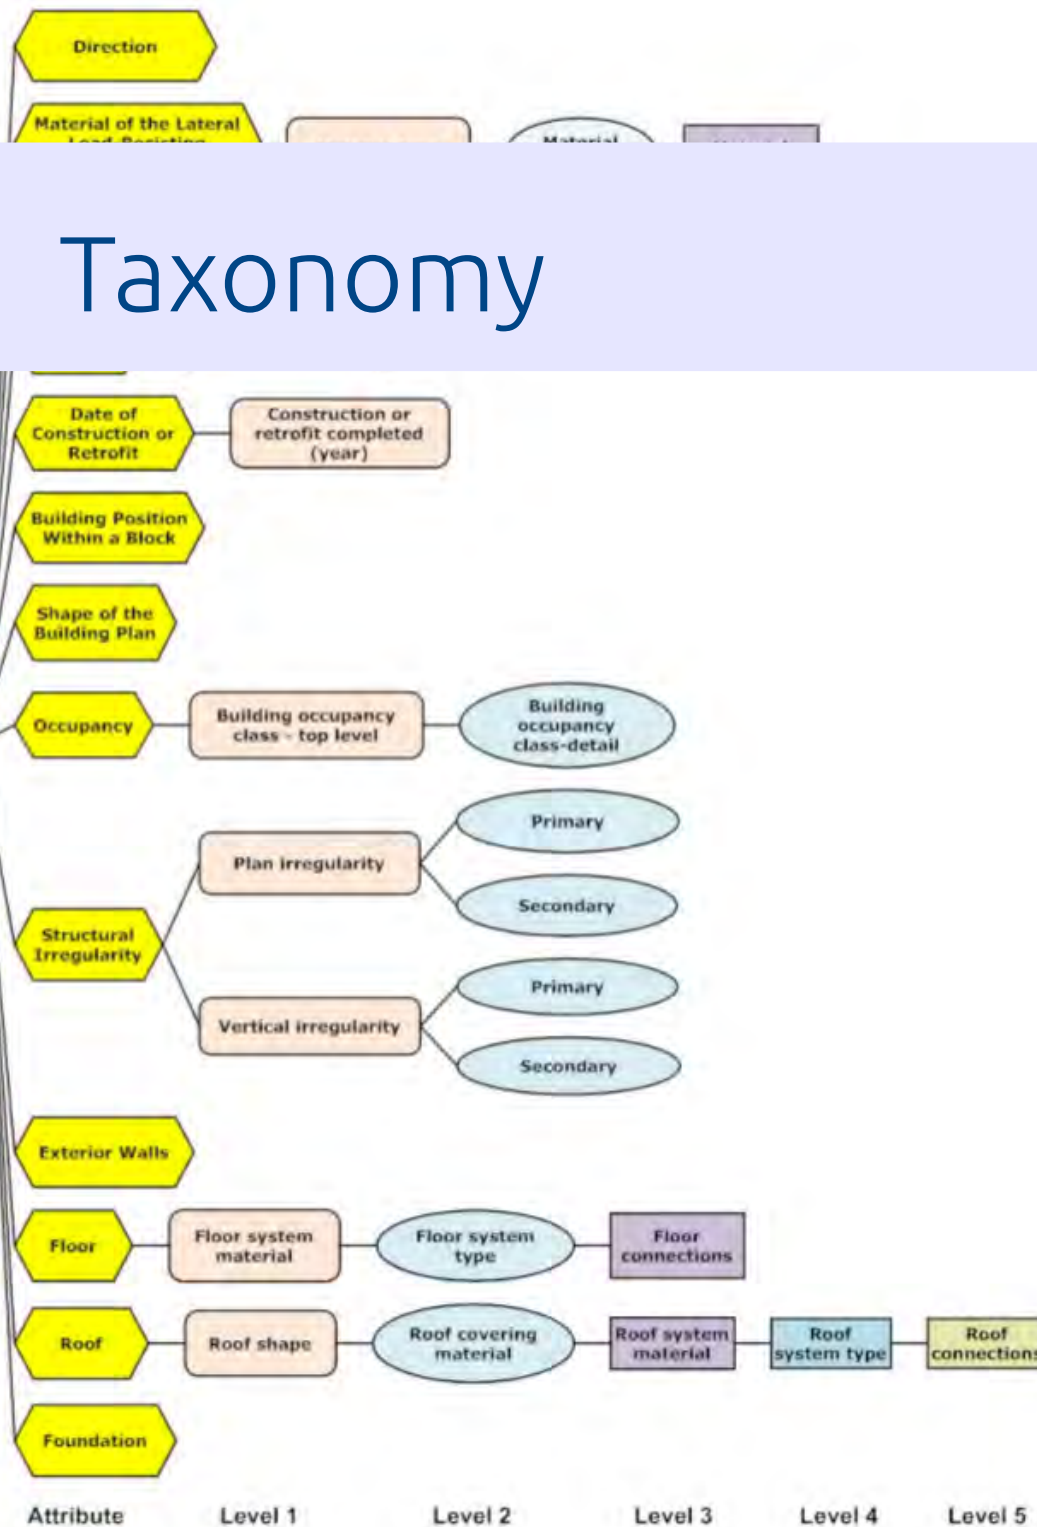 Direction
Material of the Lateral
Load-Resisting
Material
Taxonomy
Date of
Construction or
Retrofit
Construction or
retrofit completed
(year)
Building Position
Within a Block
Shape of the
Building Plan
Occupancy
Building occupancy
class - top level
Building
occupancy
class-detail
Primary
Plan irregularity
Secondary
Structural
Irregularity
Primary
Vertical irregularity
Secondary
Exterior Walls
Floor
Floor system
material
Floor system
type
Floor
connections
Roof
Roof shape
Roof covering
material
Roof system
material
Roof
system type
Roof
connections
Foundation
Attribute Level 1 Level 2 Level 3 Level 4 Level 5